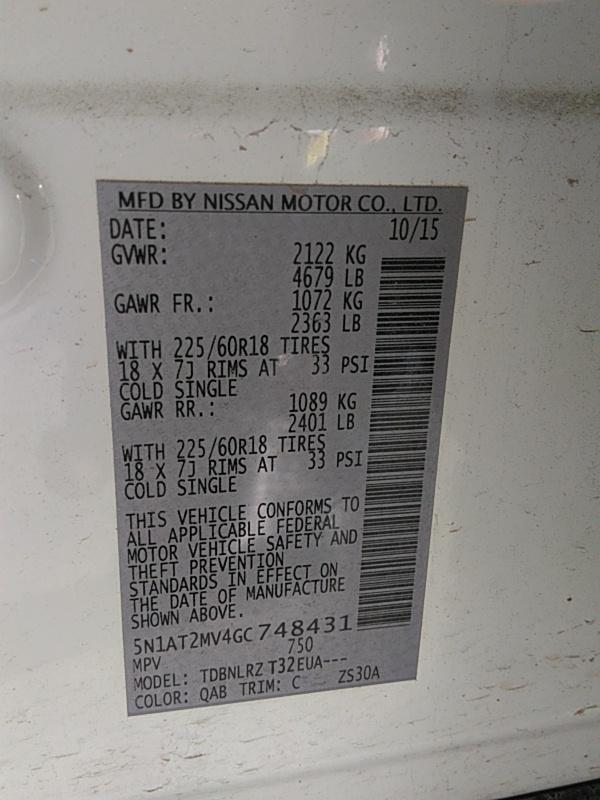 MFD BY NISSAN MOTOR CO., LTD.
DATE: 10/15
GVWR: 2122 KG
4679 LB
GAWR FR.: 1072 KG
2363 LB
WITH 225/60R18 TIRES
18 X 7J RIMS AT 33 PSI
COLD SINGLE
GAWR RR.: 1089 KG
2401 LB
WITH 225/60R18 TIRES
18 X 7J RIMS AT 33 PSI
COLD SINGLE
THIS VEHICLE CONFORMS TO
ALL APPLICABLE FEDERAL
MOTOR VEHICLE SAFETY AND
THEFT PREVENTION
STANDARDS IN EFFECT ON
THE DATE OF MANUFACTURE
SHOWN ABOVE.
5N1AT2MV4GC748431
MPV 750
MODEL: TDBNLRZ T32EUA---
COLOR: QAB TRIM: C ZS30A